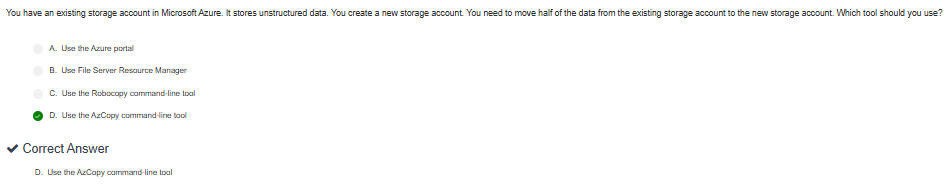 You have an existing storage account in Microsoft Azure. It stores unstructured data. You create a new storage account. You need to move half of the data from the existing storage account to the new storage account. Which tool should you use?
A. Use the Azure portal
B. Use File Server Resource Manager
C. Use the Robocopy command-line tool
D. Use the AzCopy command-line tool
Correct Answer
D. Use the AzCopy command-line tool